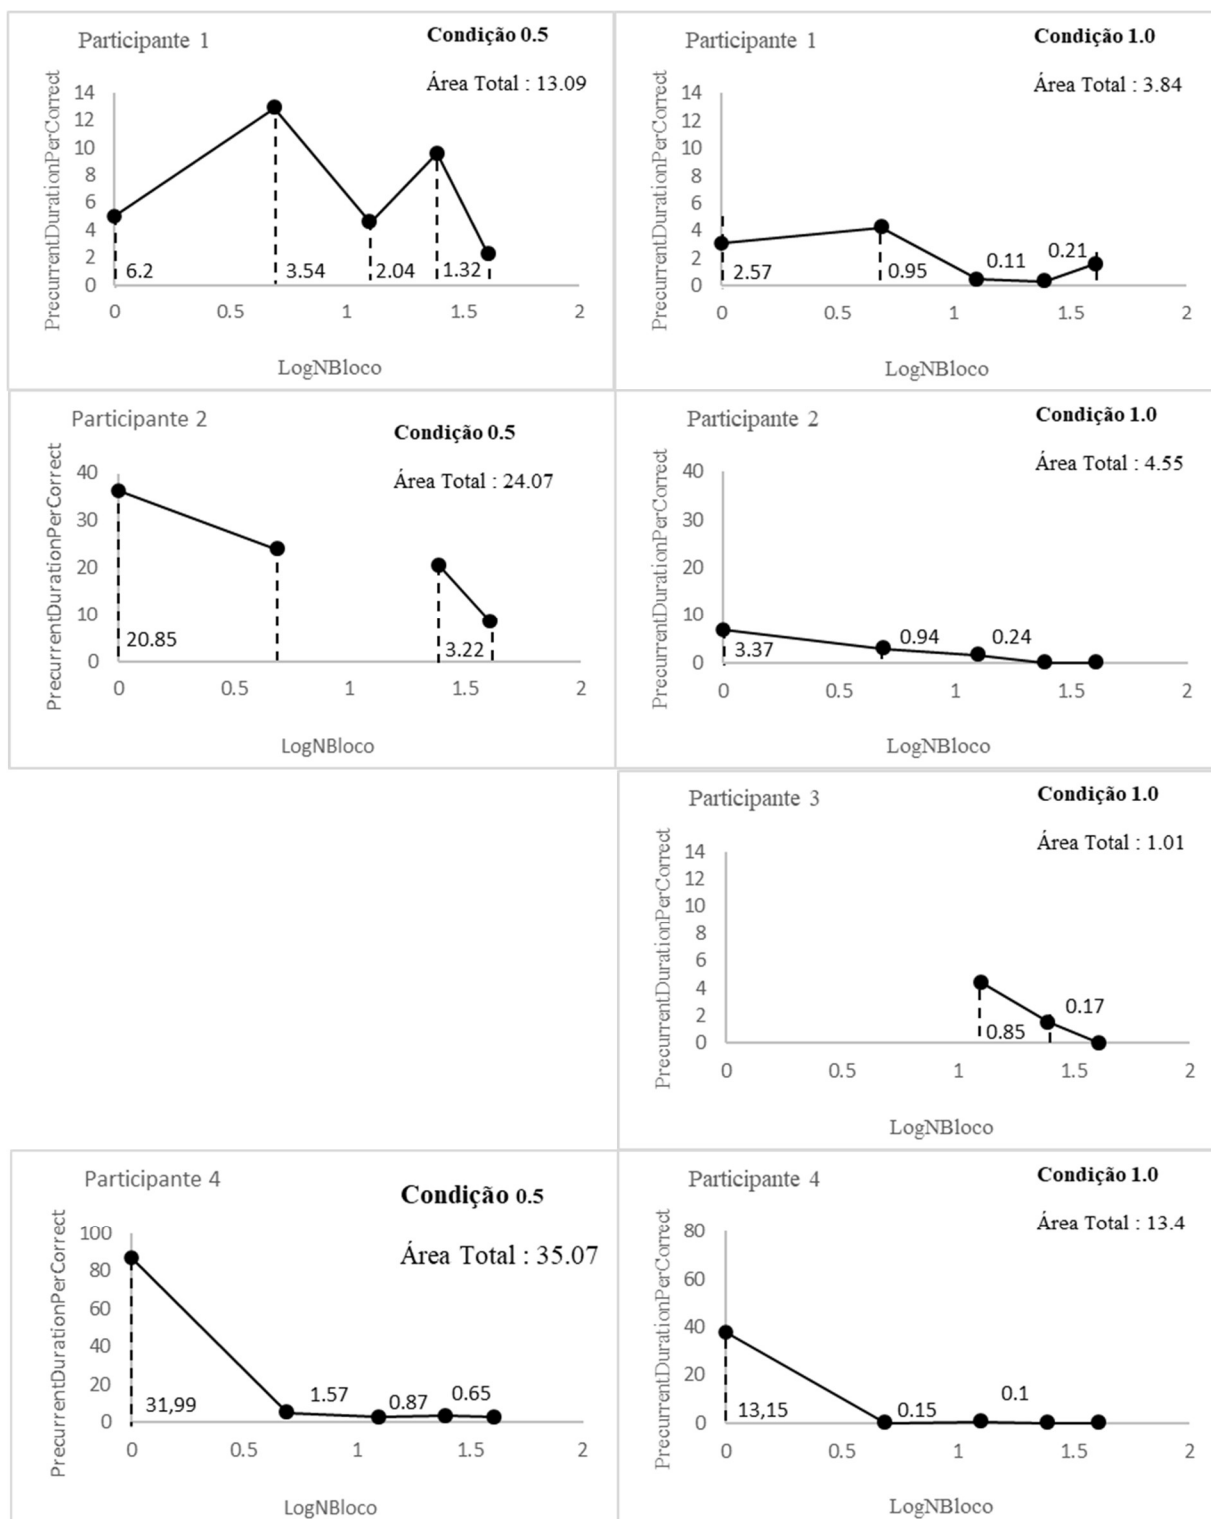 Participante 1
Condição 0.5
Área Total : 13.09
PrecurrentDurationPerCorrect
14
12
10
8
6
4
2
0
6.2
3.54
2.04
1.32
0 0.5 1 1.5 2
LogNBloco
Participante 1
Condição 1.0
Área Total : 3.84
PrecurrentDurationPerCorrect
14
12
10
8
6
4
2
0
2.57
0.95
0.11
0.21
0 0.5 1 1.5 2
LogNBloco
Participante 2
Condição 0.5
Área Total : 24.07
PrecurrentDurationPerCorrect
40
30
20
10
0
20.85
3.22
0 0.5 1 1.5 2
LogNBloco
Participante 2
Condição 1.0
Área Total : 4.55
PrecurrentDurationPerCorrect
40
30
20
10
0
3.37
0.94
0.24
0 0.5 1 1.5 2
LogNBloco
Participante 3
Condição 1.0
Área Total : 1.01
PrecurrentDurationPerCorrect
14
12
10
8
6
4
2
0
0.85
0.17
0 0.5 1 1.5 2
LogNBloco
Participante 4
Condição 0.5
Área Total : 35.07
PrecurrentDurationPerCorrect
100
80
60
40
20
0
31,99
1.57
0.87
0.65
0 0.5 1 1.5 2
LogNBloco
Participante 4
Condição 1.0
Área Total : 13.4
PrecurrentDurationPerCorrect
80
60
40
20
0
13,15
0.15
0.1
0 0.5 1 1.5 2
LogNBloco